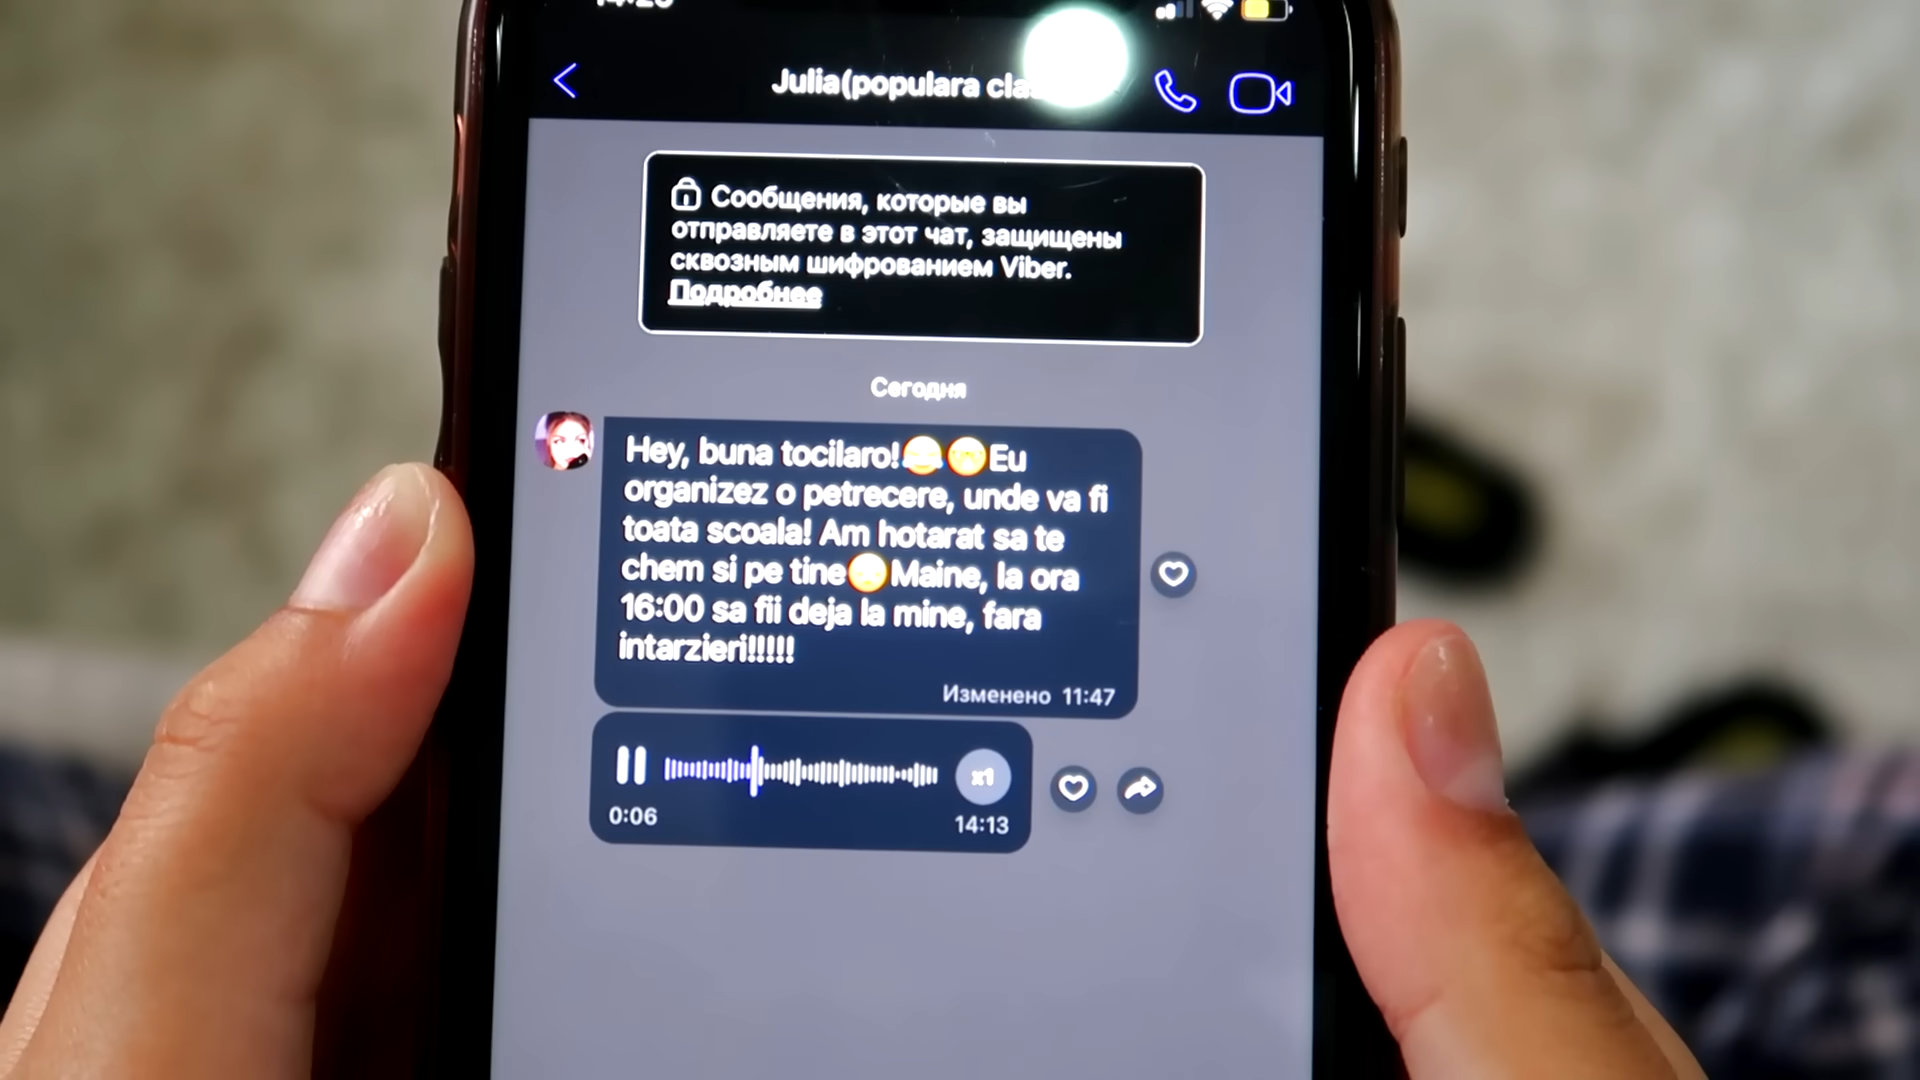 Julia(populara
Сообщения, которые вы
отправляете в этот чат, защищены
сквозным шифрованием Viber.
Подробнее
Сегодня
Hey, buna tocilaro! Eu
organizez o petrecere, unde va fi
toata scoala! Am hotarat sa te
chem si pe tine Maine, la ora
16:00 sa fii deja la mine, fara
intarzieri!!!!!
Изменено 11:47
x1
0:06
14:13